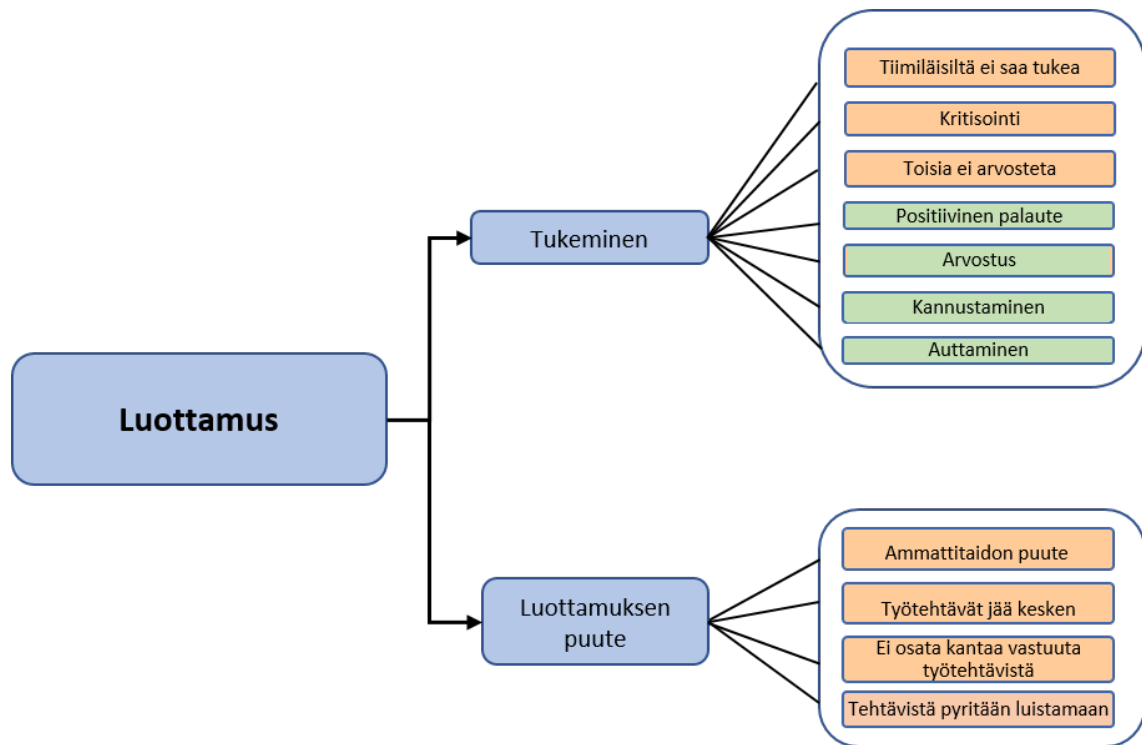 Luottamus
Tukeminen
Tiimiläisiltä ei saa tukea
Kritisointi
Toisia ei arvosteta
Positiivinen palaute
Arvostus
Kannustaminen
Auttaminen
Luottamuksen
puute
Ammattitaidon puute
Työtehtävät jää kesken
Ei osata kantaa vastuuta
työtehtävistä
Tehtävistä pyritään luistamaan